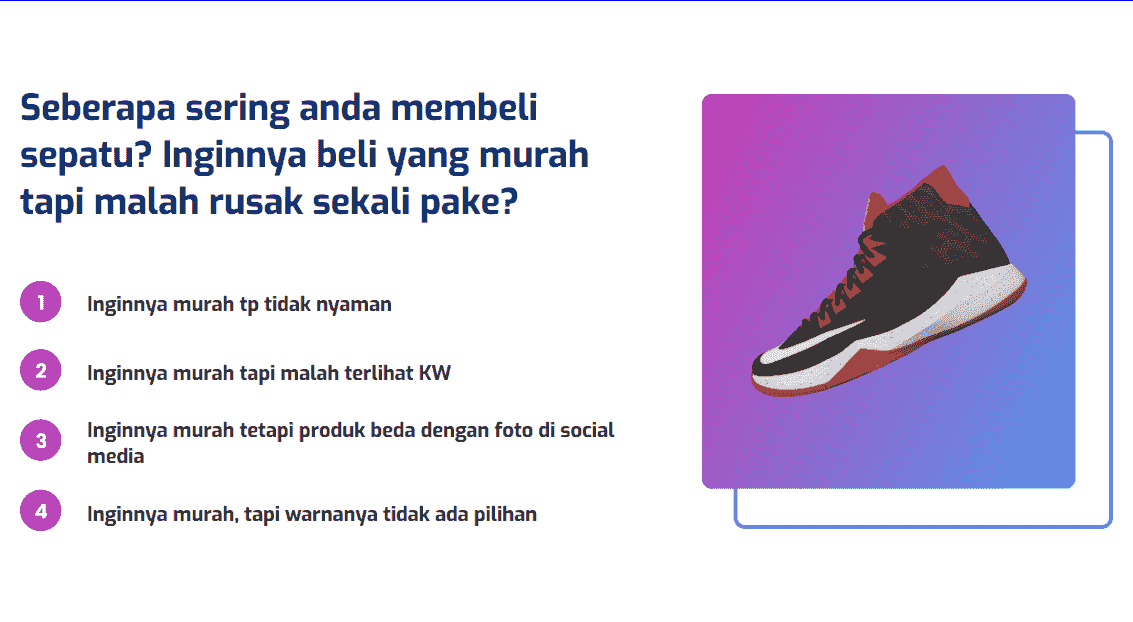 Seberapa sering anda membeli
sepatu? Inginnya beli yang murah
tapi malah rusak sekali pake?
1
Inginnya murah tp tidak nyaman
2
Inginnya murah tapi malah terlihat KW
3
Inginnya murah tetapi produk beda dengan foto di social
media
4
Inginnya murah, tapi warnanya tidak ada pilihan